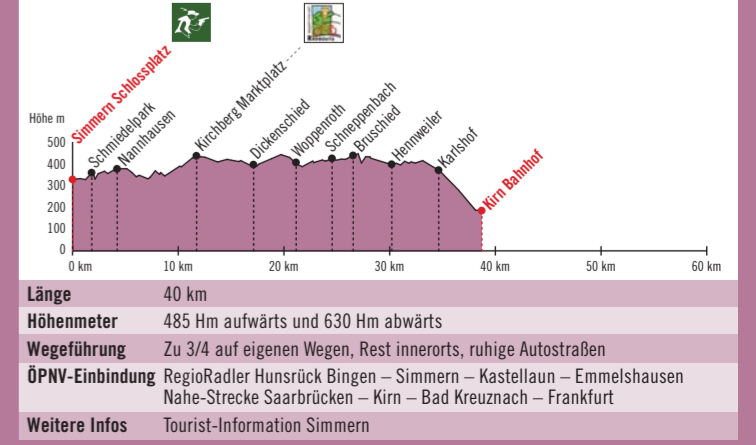 Höhe m
500
400
300
200
100
0
Simmern Schlossplatz
Schmiedelpark
Nannhausen
Kirchberg Marktplatz
Dickenschied
Woppenroth
Schneppenbach
Bruschied
Hennweiler
Karlshof
Kirn Bahnhof
0 km
10 km
20 km
30 km
40 km
50 km
60 km
Länge 40 km
Höhenmeter 485 Hm aufwärts und 630 Hm abwärts
Wegeführung Zu 3/4 auf eigenen Wegen, Rest innerorts, ruhige Autostraßen
ÖPNV-Einbindung RegioRadler Hunsrück Bingen – Simmern – Kastellaun – Emmelshausen
Nahe-Strecke Saarbrücken – Kirn – Bad Kreuznach – Frankfurt
Weitere Infos Tourist-Information Simmern